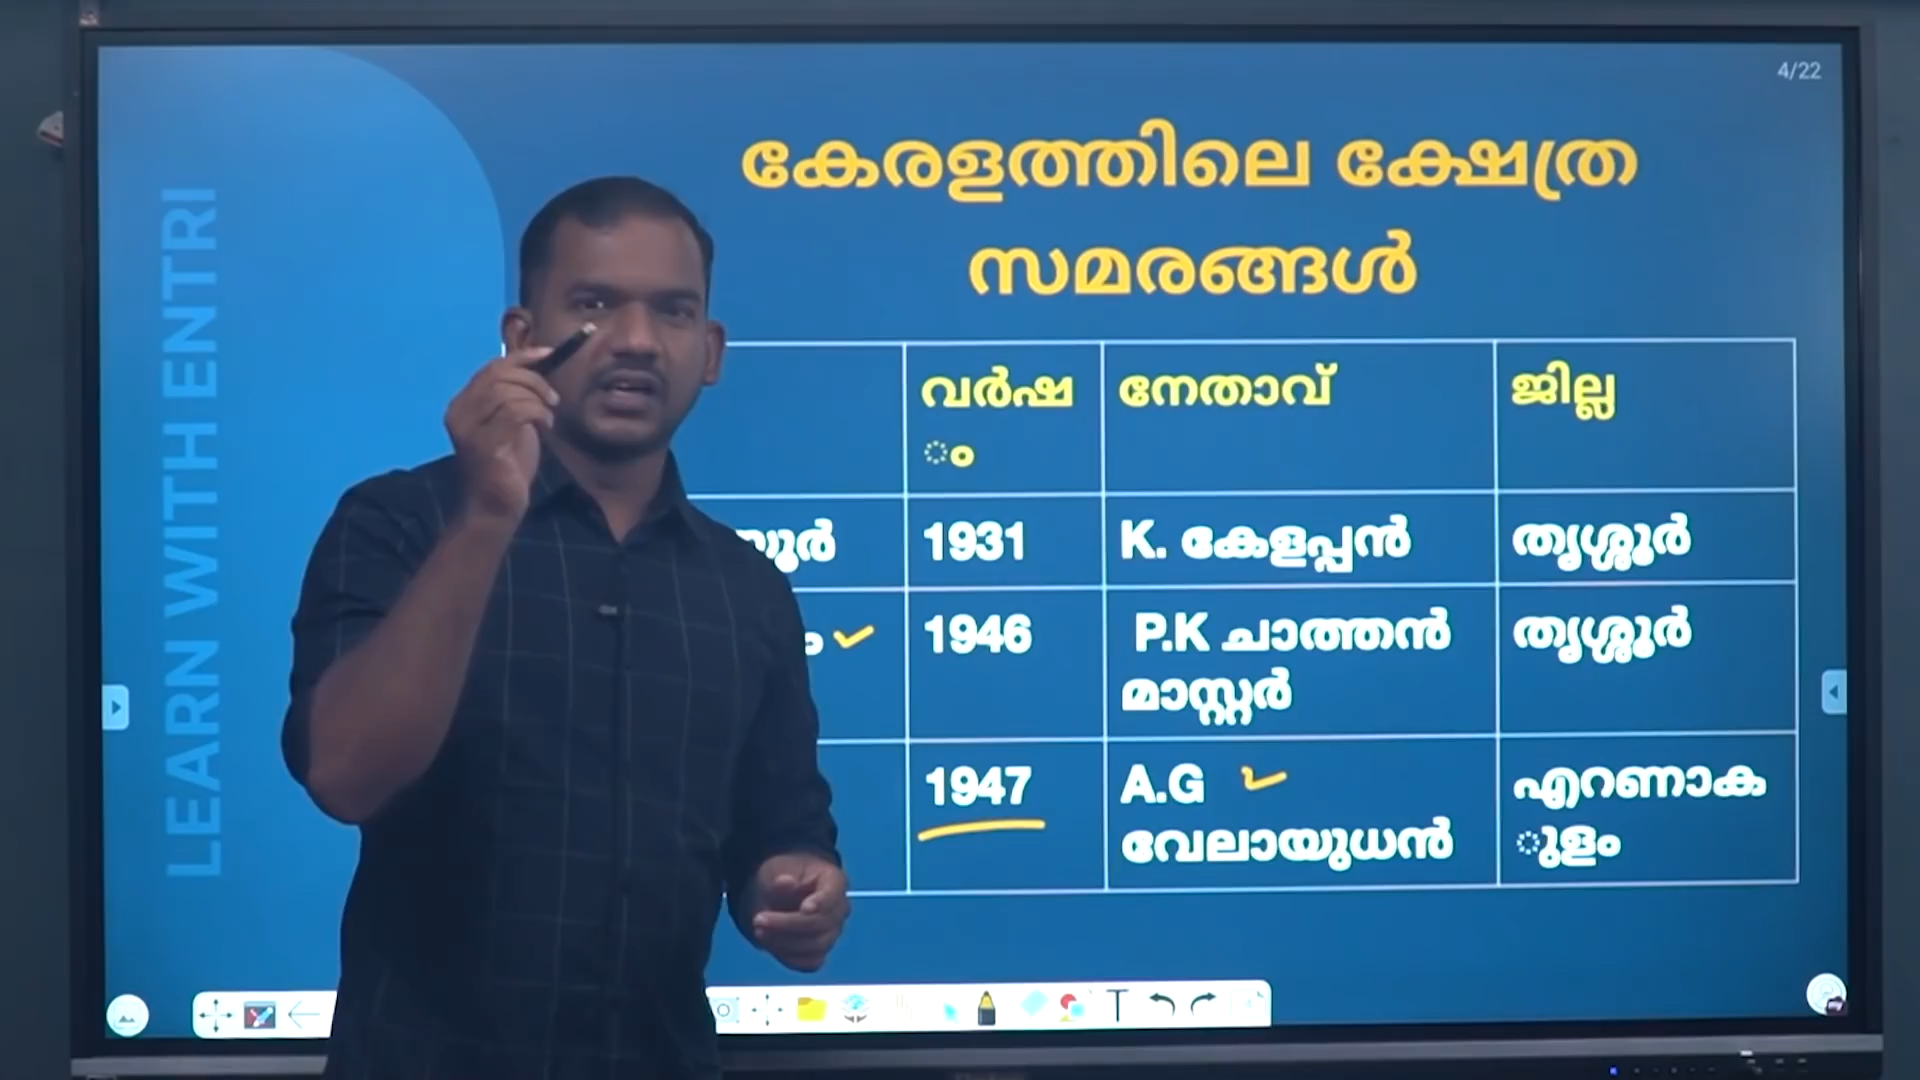 4/22
കേരളത്തിലെ ക്ഷേത്ര
സമരങ്ങൾ
LEARN WITH ENTRI
വർഷ
ം
നേതാവ്
ജില്ല
1931
K. കേളപ്പൻ
തൃശ്ശൂർ
1946
P.K ചാത്തൻ
മാസ്റ്റർ
തൃശ്ശൂർ
1947
A.G
വേലായുധൻ
എറണാക
ുളം